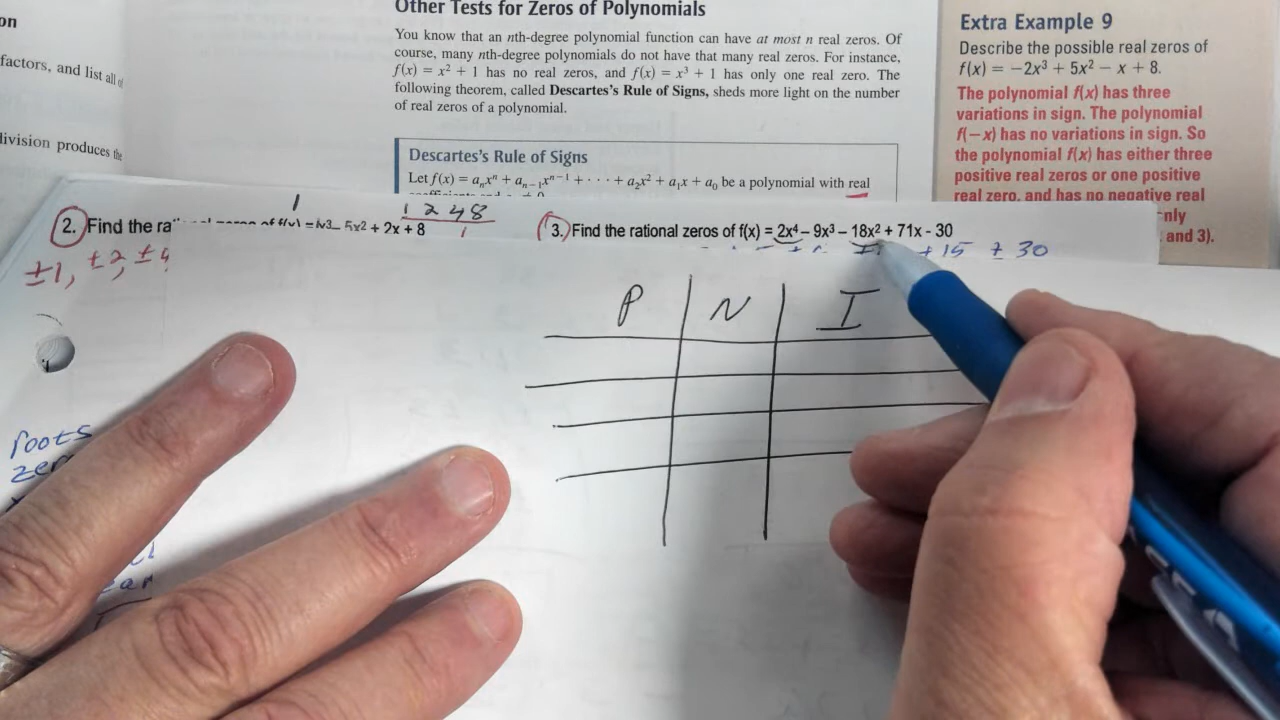 on
factors, and list all of
division produces the
Other Tests for Zeros of Polynomials
You know that an nth-degree polynomial function can have at most n real zeros. Of
course, many nth-degree polynomials do not have that many real zeros. For instance,
f(x) = x² + 1 has no real zeros, and f(x) = x³ + 1 has only one real zero. The
following theorem, called Descartes's Rule of Signs, sheds more light on the number
of real zeros of a polynomial.
Descartes's Rule of Signs
Let f(x) = aₙxⁿ + aₙ₋₁xⁿ⁻¹ + · · · + a₂x² + a₁x + a₀ be a polynomial with real
Extra Example 9
Describe the possible real zeros of
f(x) = −2x³ + 5x² − x + 8.
The polynomial f(x) has three
variations in sign. The polynomial
f(−x) has no variations in sign. So
the polynomial f(x) has either three
positive real zeros or one positive
real zero, and has no negative real
and 3).
1 1 2 4 8
2. Find the 5x² + 2x + 8
1
±1, ±2, ±4
3. Find the rational zeros of f(x) = 2x⁴ – 9x³ – 18x² + 71x - 30
+ 15 ± 30
P N I
roots